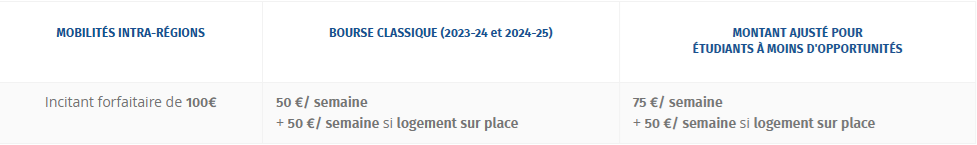 MOBILITÉS INTRA-RÉGIONS
BOURSE CLASSIQUE (2023-24 et 2024-25)
MONTANT AJUSTÉ POUR
ÉTUDIANTS À MOINS D'OPPORTUNITÉS
Incitant forfaitaire de 100€
50 €/ semaine
+ 50 €/ semaine si logement sur place
75 €/ semaine
+ 50 €/ semaine si logement sur place